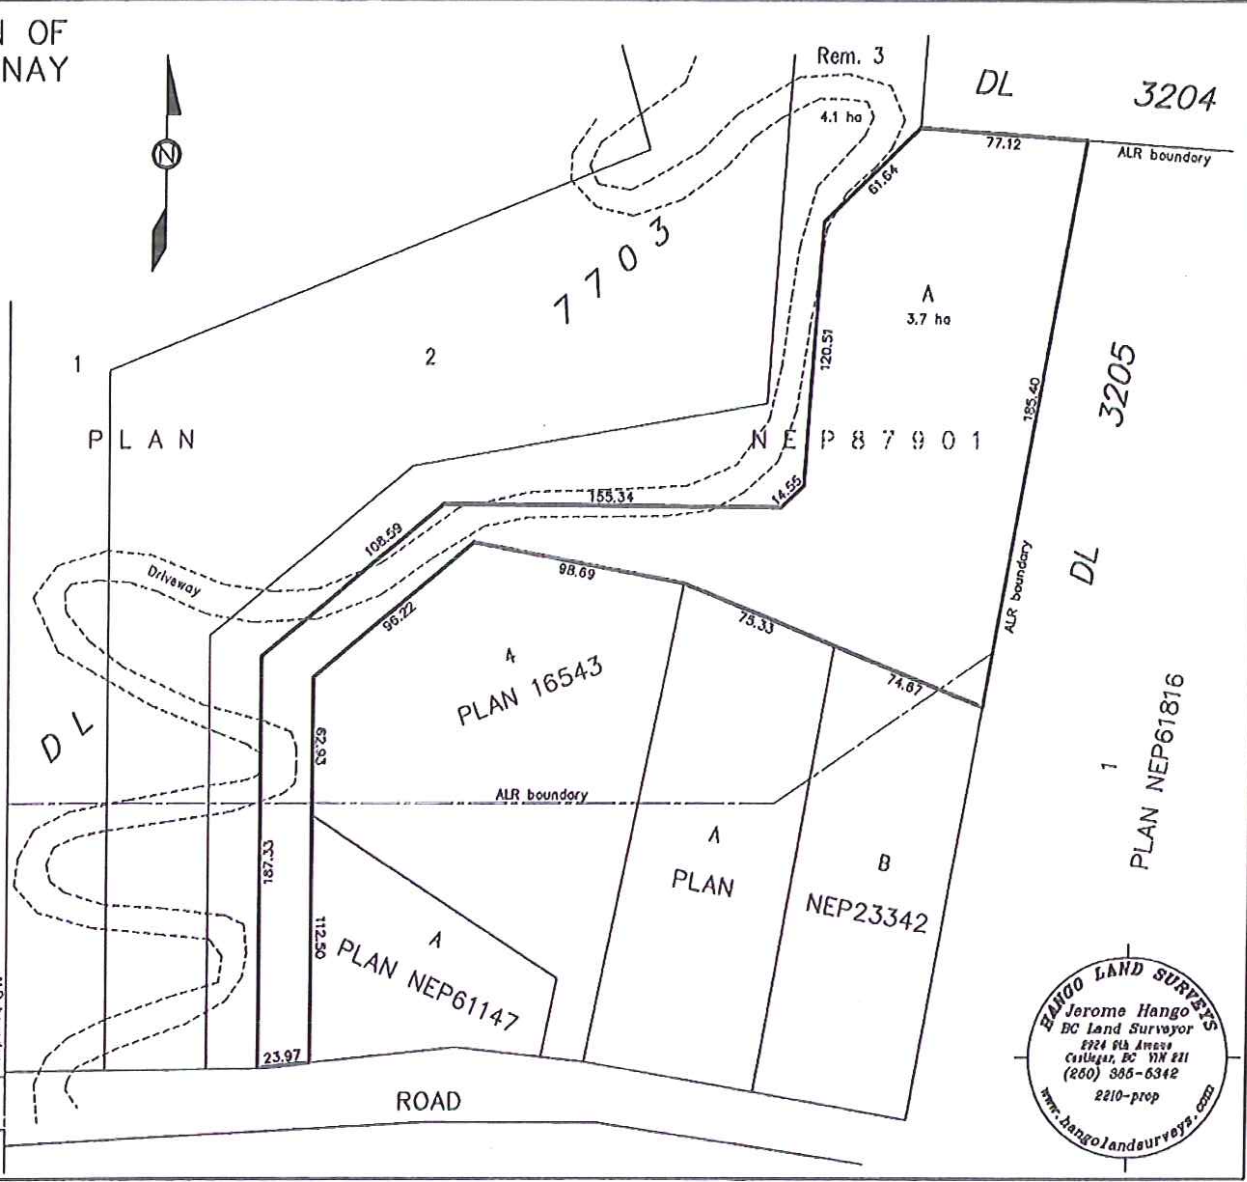 N OF
NAY
N
Rem. 3
4.1 ha
DL 3204
77.12
ALR boundary
61.64
7703
A
3.7 ha
120.51
185.40
3205
DL
1
2
PLAN
NEP87901
155.34
14.55
108.59
Driveway
98.69
96.22
75.33
ALR boundary
74.67
4
PLAN 16543
DL
62.93
ALR boundary
1
PLAN NEP61816
187.33
112.50
A
PLAN NEP61147
A
PLAN
B
NEP23342
23.97
ROAD
HANGO LAND SURVEYS
Jerome Hango
BC Land Surveyor
Castlegar, BC
(250) 365-6342
2210-prop
www.hangolandsurveys.com